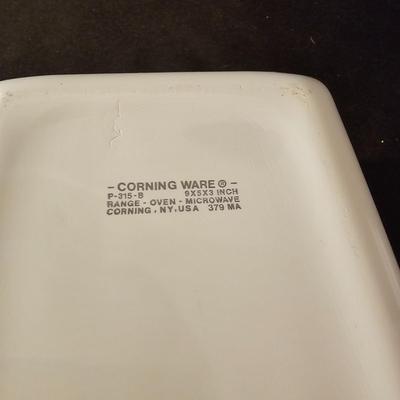 - CORNING WARE ® -
P-315-B 9X5X3 INCH
RANGE - OVEN - MICROWAVE
CORNING, NY, USA 379 MA